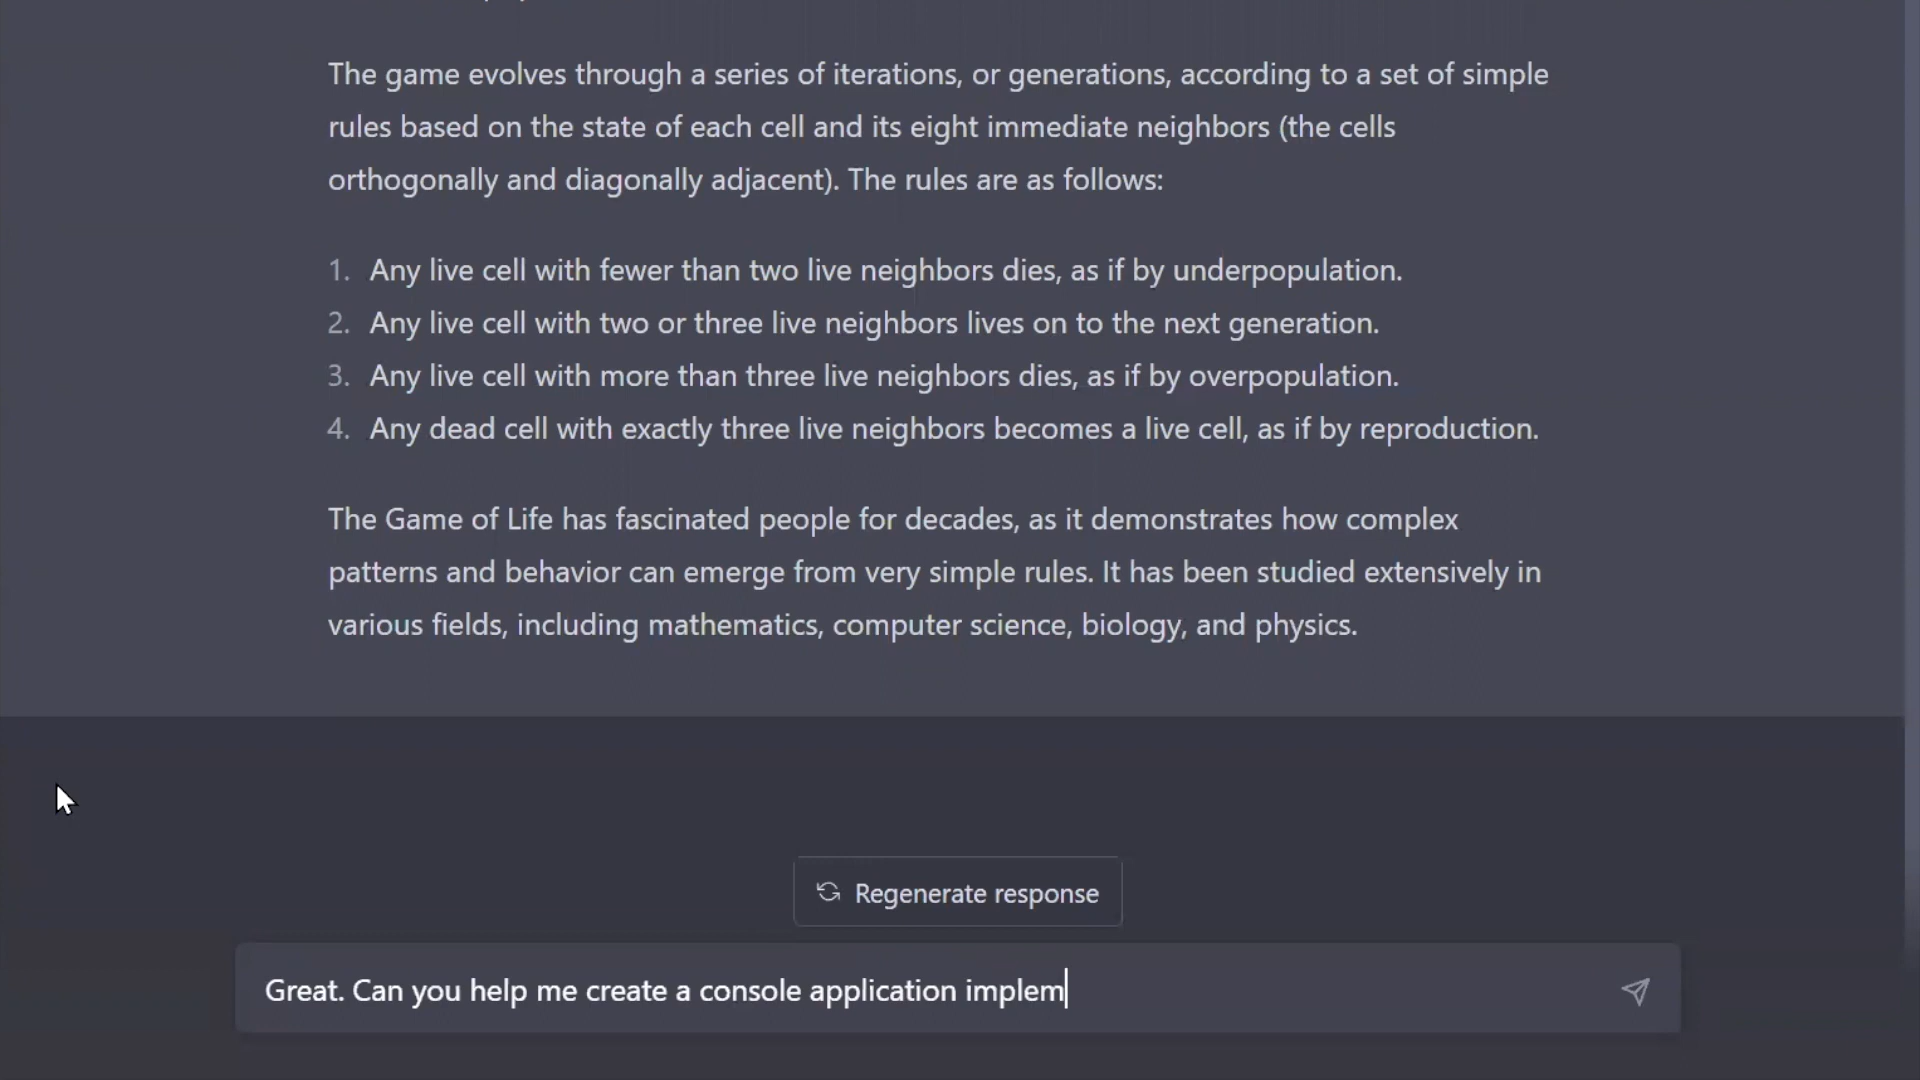 The game evolves through a series of iterations, or generations, according to a set of simple
rules based on the state of each cell and its eight immediate neighbors (the cells
orthogonally and diagonally adjacent). The rules are as follows:
1. Any live cell with fewer than two live neighbors dies, as if by underpopulation.
2. Any live cell with two or three live neighbors lives on to the next generation.
3. Any live cell with more than three live neighbors dies, as if by overpopulation.
4. Any dead cell with exactly three live neighbors becomes a live cell, as if by reproduction.
The Game of Life has fascinated people for decades, as it demonstrates how complex
patterns and behavior can emerge from very simple rules. It has been studied extensively in
various fields, including mathematics, computer science, biology, and physics.
Regenerate response
Great. Can you help me create a console application implem